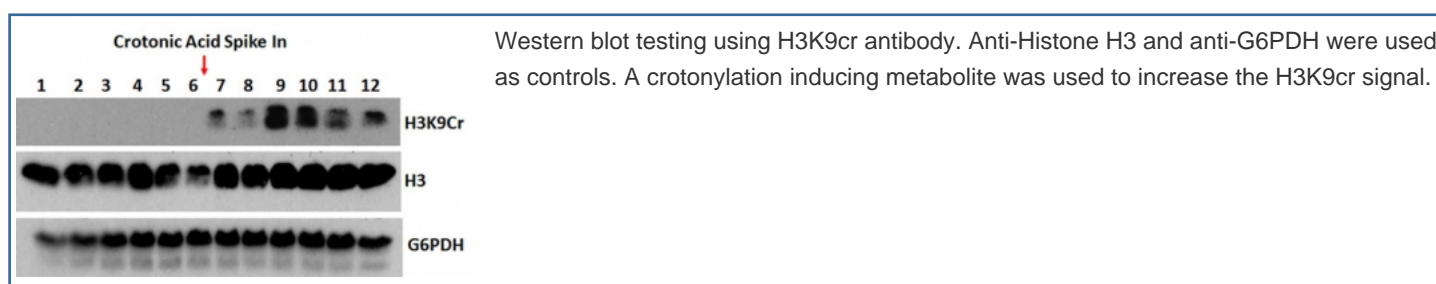 Crotonic Acid Spike In
1 2 3 4 5 6 7 8 9 10 11 12
H3K9Cr
H3
G6PDH
Western blot testing using H3K9cr antibody. Anti-Histone H3 and anti-G6PDH were used
as controls. A crotonylation inducing metabolite was used to increase the H3K9cr signal.